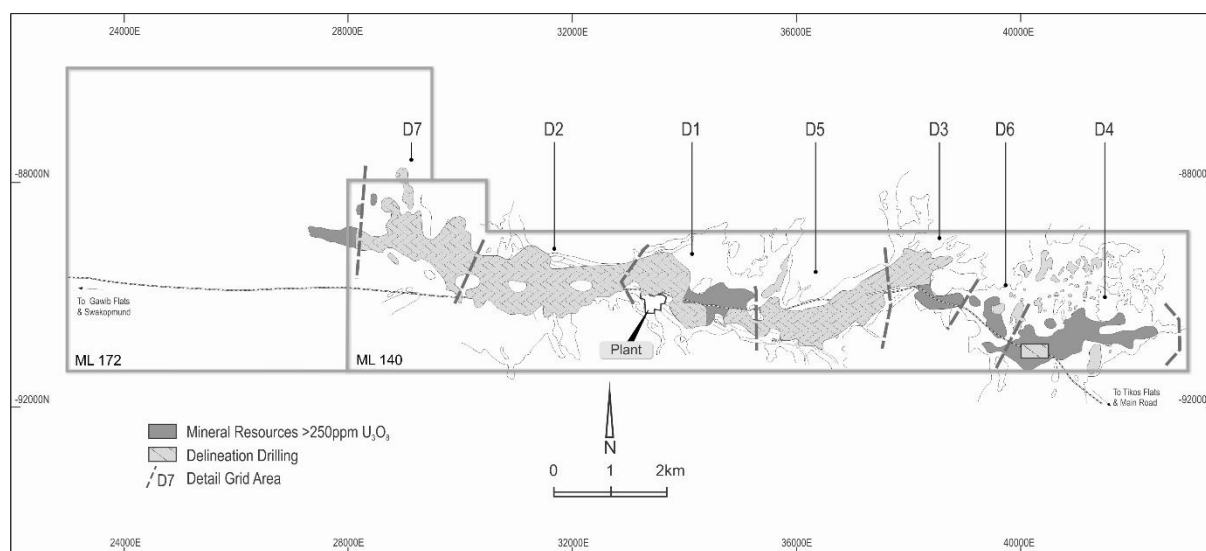 24000E 28000E 32000E 36000E 40000E
D7 D2 D1 D5 D3 D6 D4
-88000N -88000N
To Gawib Flats
& Swakopmund
Plant
ML 172 ML 140
To Tikos Flats
& Main Road
-92000N -92000N
Mineral Resources >250ppm U₃O₈
Delineation Drilling
D7 Detail Grid Area
N
0 1 2km
24000E 28000E 32000E 36000E 40000E